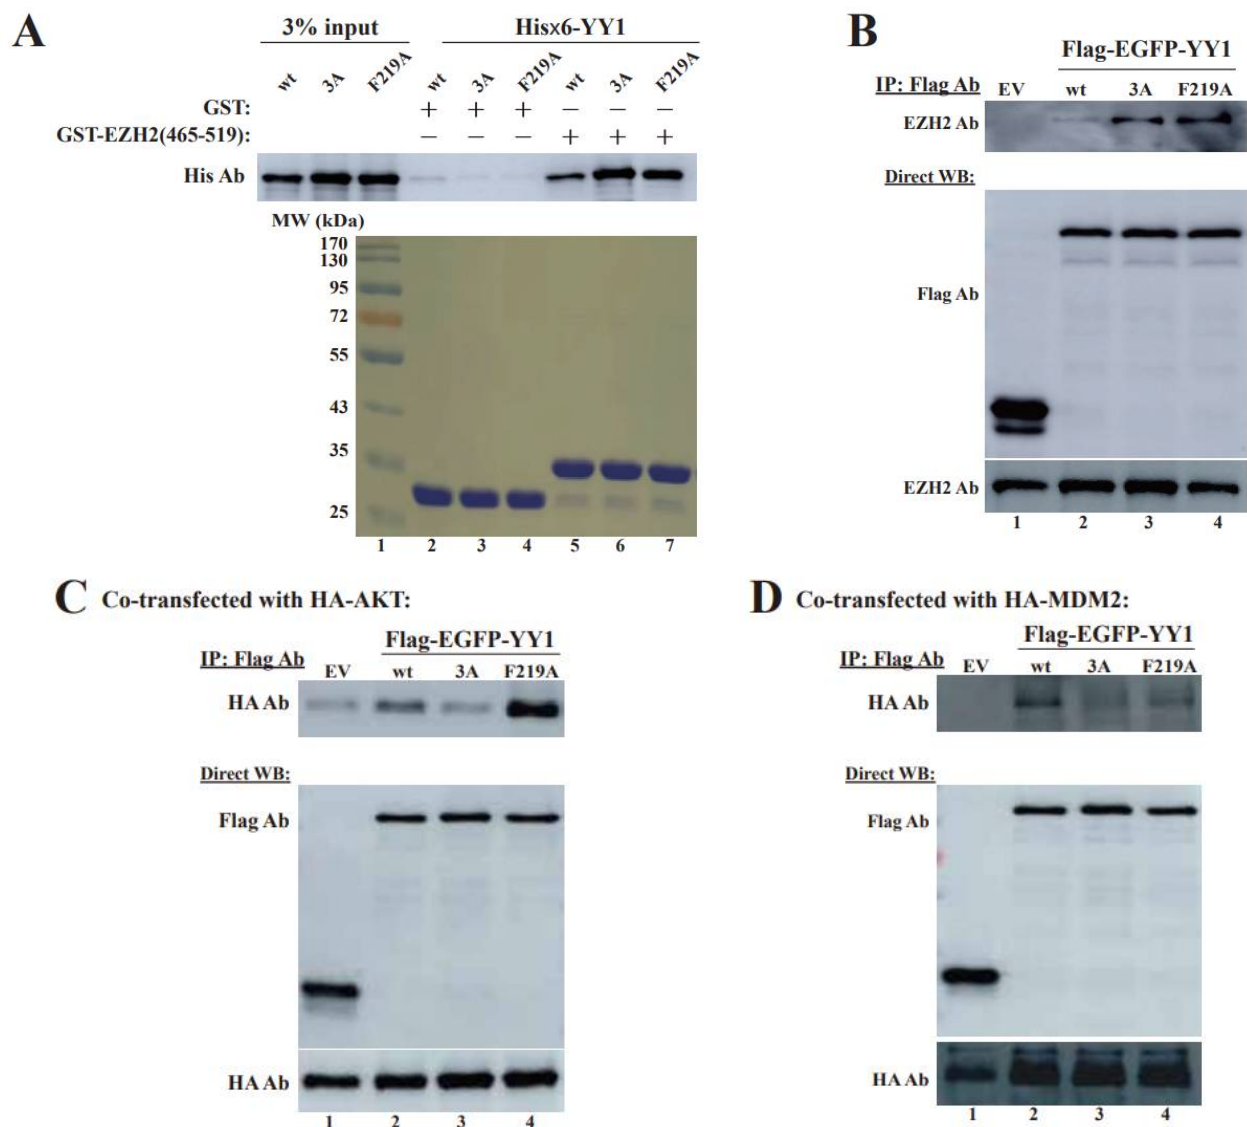 A
3% input
Hisx6-YY1
wt 3A F219A wt 3A F219A wt 3A F219A
GST: + + + — — —
GST-EZH2(465-519): — — — + + +
His Ab
MW (kDa)
170
130
95
72
55
43
35
25
1 2 3 4 5 6 7
B
Flag-EGFP-YY1
IP: Flag Ab EV wt 3A F219A
EZH2 Ab
Direct WB:
Flag Ab
EZH2 Ab
1 2 3 4
C Co-transfected with HA-AKT:
Flag-EGFP-YY1
IP: Flag Ab EV wt 3A F219A
HA Ab
Direct WB:
Flag Ab
HA Ab
1 2 3 4
D Co-transfected with HA-MDM2:
Flag-EGFP-YY1
IP: Flag Ab EV wt 3A F219A
HA Ab
Direct WB:
Flag Ab
HA Ab
1 2 3 4